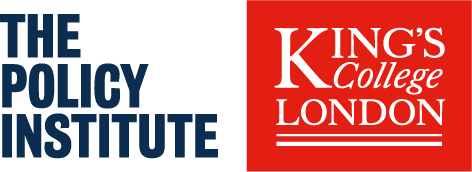 THE
POLICY
INSTITUTE
KING'S
College
LONDON